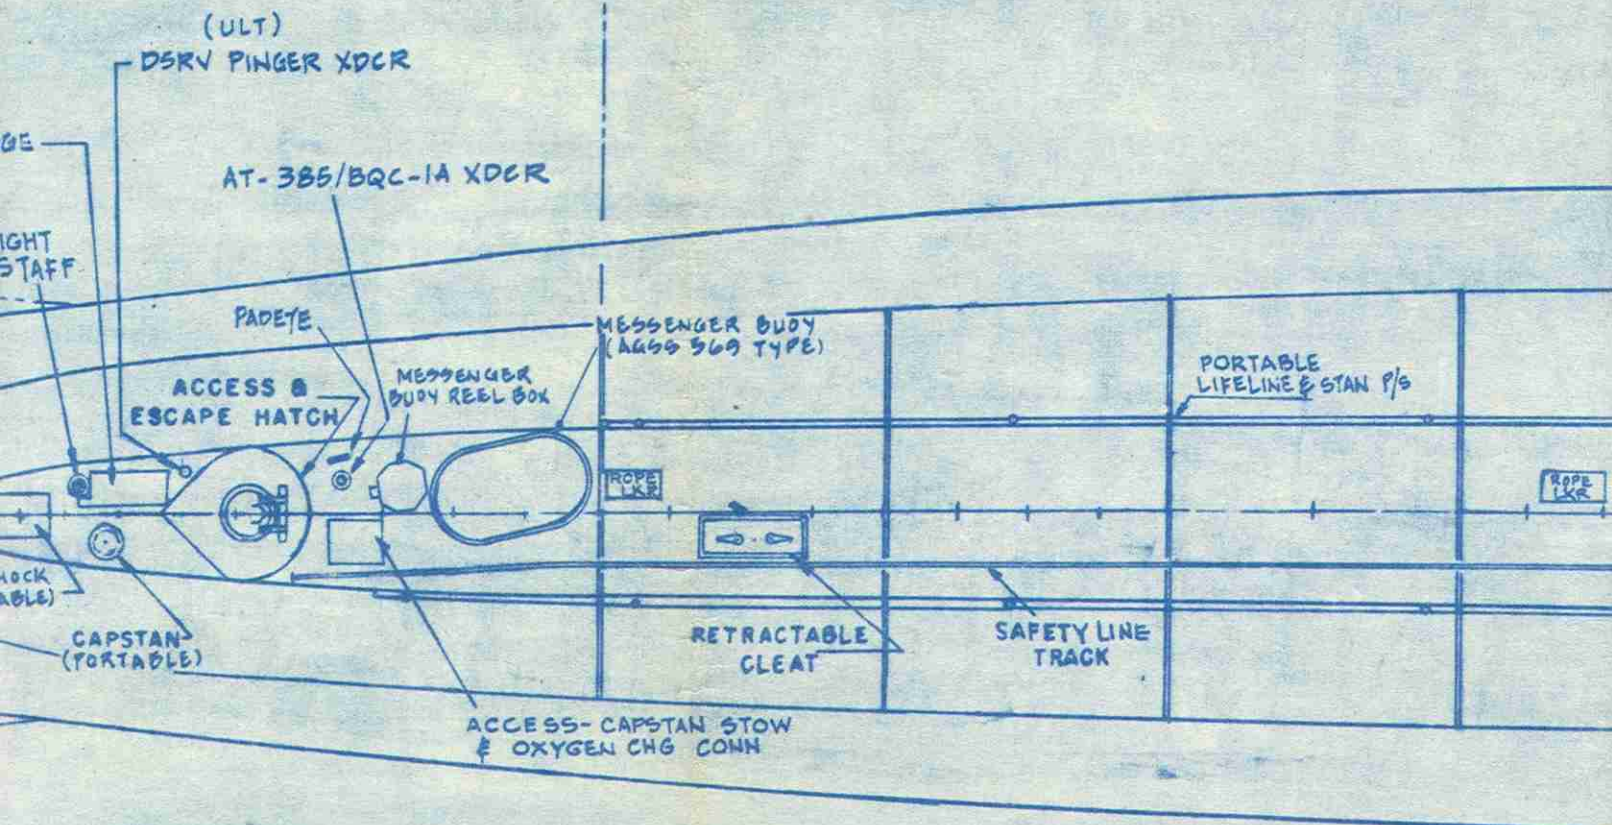 (ULT)
DSRV PINGER XDCR
GE
AT-385/BQC-1A XDCR
IGHT
STAFF
PADEYE
MESSENGER BUOY
(AGSS 569 TYPE)
ACCESS &
ESCAPE HATCH
MESSENGER
BUOY REEL BOX
PORTABLE
LIFELINE & STAN P/S
ROPE
LKR
ROPE
LKR
HOCK
ABLE)
CAPSTAN
(PORTABLE)
RETRACTABLE
CLEAT
SAFETY LINE
TRACK
ACCESS-CAPSTAN STOW
& OXYGEN CHG CONN